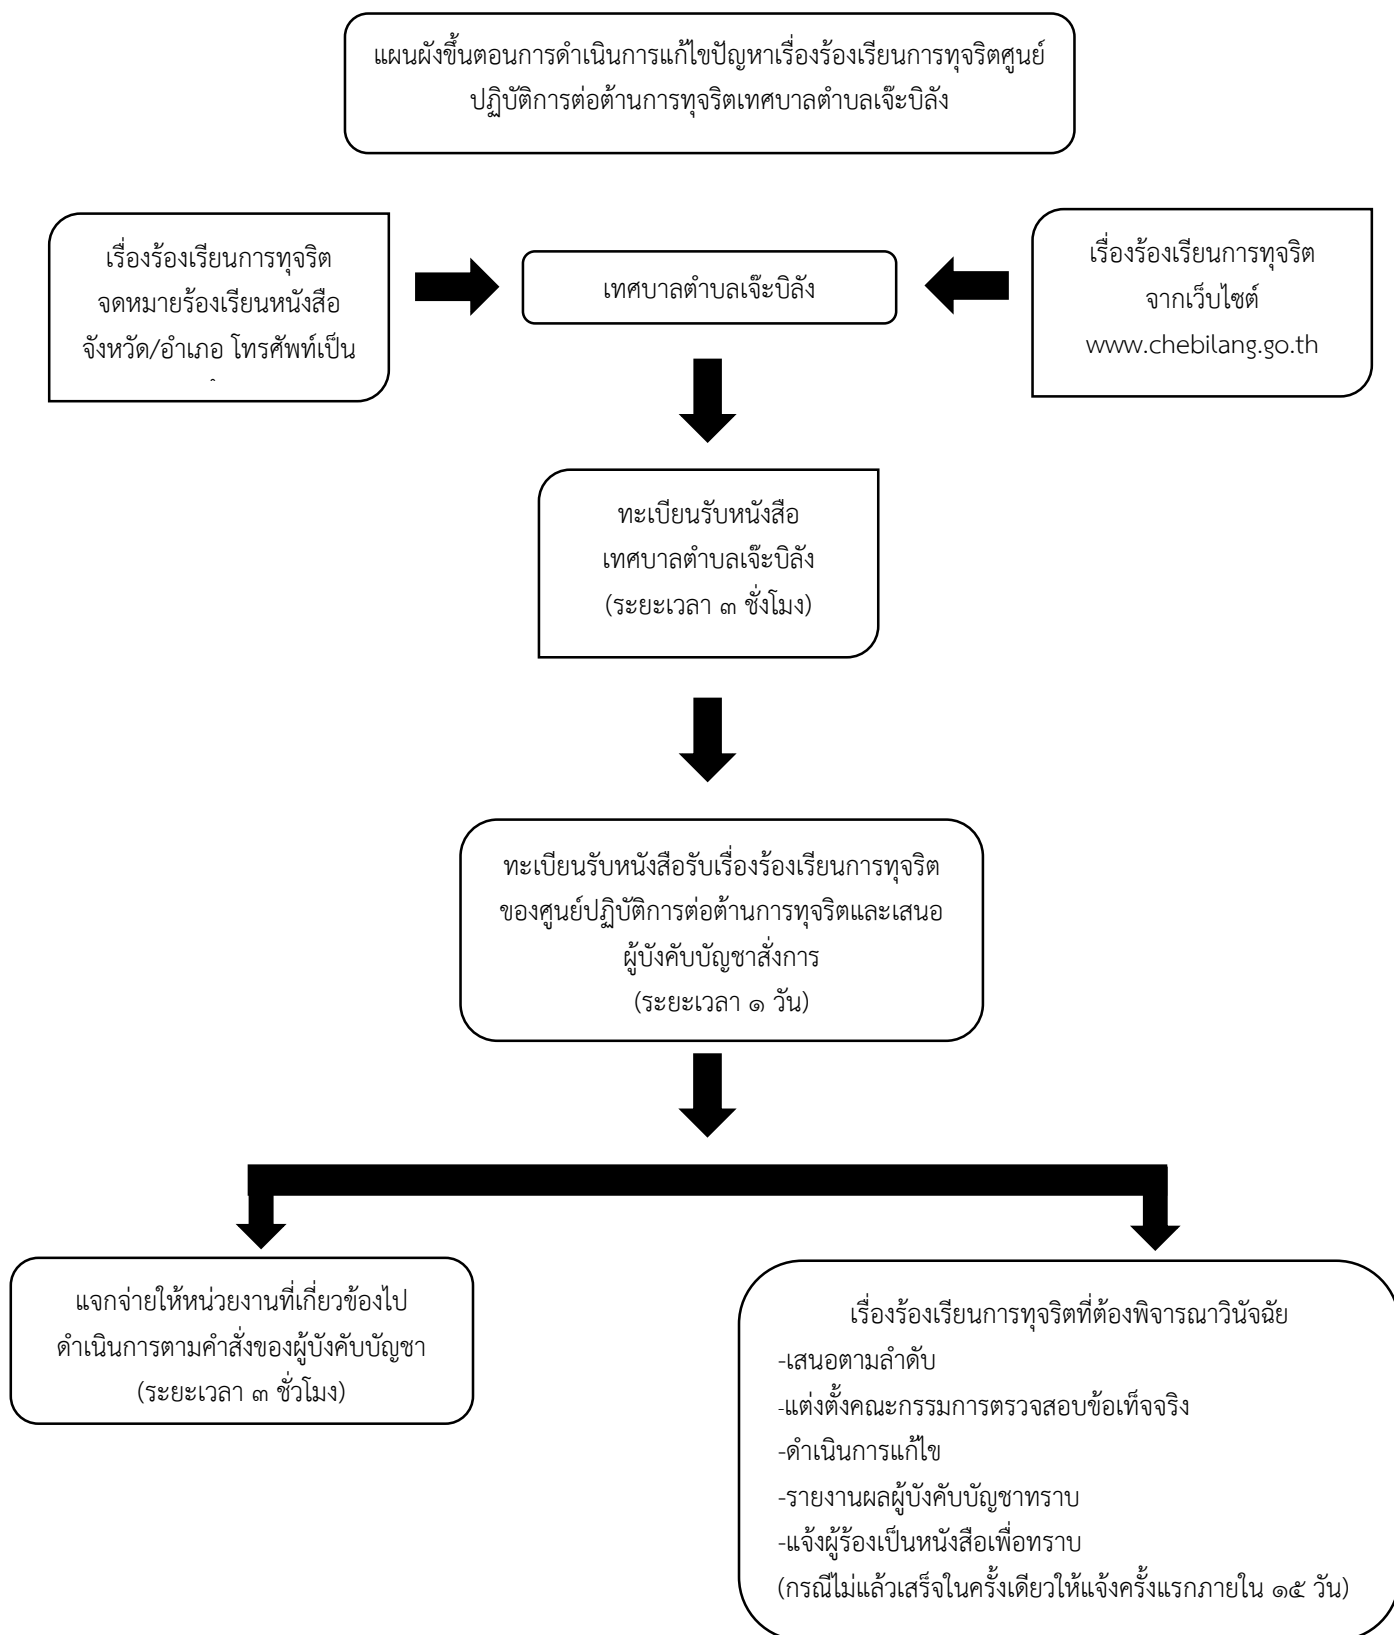 แผนผังขึ้นตอนการดำเนินการแก้ไขปัญหาเรื่องร้องเรียนการทุจริตศูนย์
ปฏิบัติการต่อต้านการทุจริตเทศบาลตำบลเจ๊ะบิลัง
เรื่องร้องเรียนการทุจริต
จดหมายร้องเรียนหนังสือ
จังหวัด/อำเภอ โทรศัพท์เป็น
เทศบาลตำบลเจ๊ะบิลัง
เรื่องร้องเรียนการทุจริต
จากเว็บไซต์
www.chebilang.go.th
ทะเบียนรับหนังสือ
เทศบาลตำบลเจ๊ะบิลัง
(ระยะเวลา ๓ ชั่งโมง)
ทะเบียนรับหนังสือรับเรื่องร้องเรียนการทุจริต
ของศูนย์ปฏิบัติการต่อต้านการทุจริตและเสนอ
ผู้บังคับบัญชาสั่งการ
(ระยะเวลา ๑ วัน)
แจกจ่ายให้หน่วยงานที่เกี่ยวข้องไป
ดำเนินการตามคำสั่งของผู้บังคับบัญชา
(ระยะเวลา ๓ ชัวโมง)
เรื่องร้องเรียนการทุจริตที่ต้องพิจารณาวินัจฉัย
-เสนอตามลำดับ
-แต่งตั้งคณะกรรมการตรวจสอบข้อเท็จจริง
-ดำเนินการแก้ไข
-รายงานผลผู้บังคับบัญชาทราบ
-แจ้งผู้ร้องเป็นหนังสือเพื่อทราบ
(กรณีไม่แล้วเสร็จในครั้งเดียวให้แจ้งครั้งแรกภายใน ๑๕ วัน)